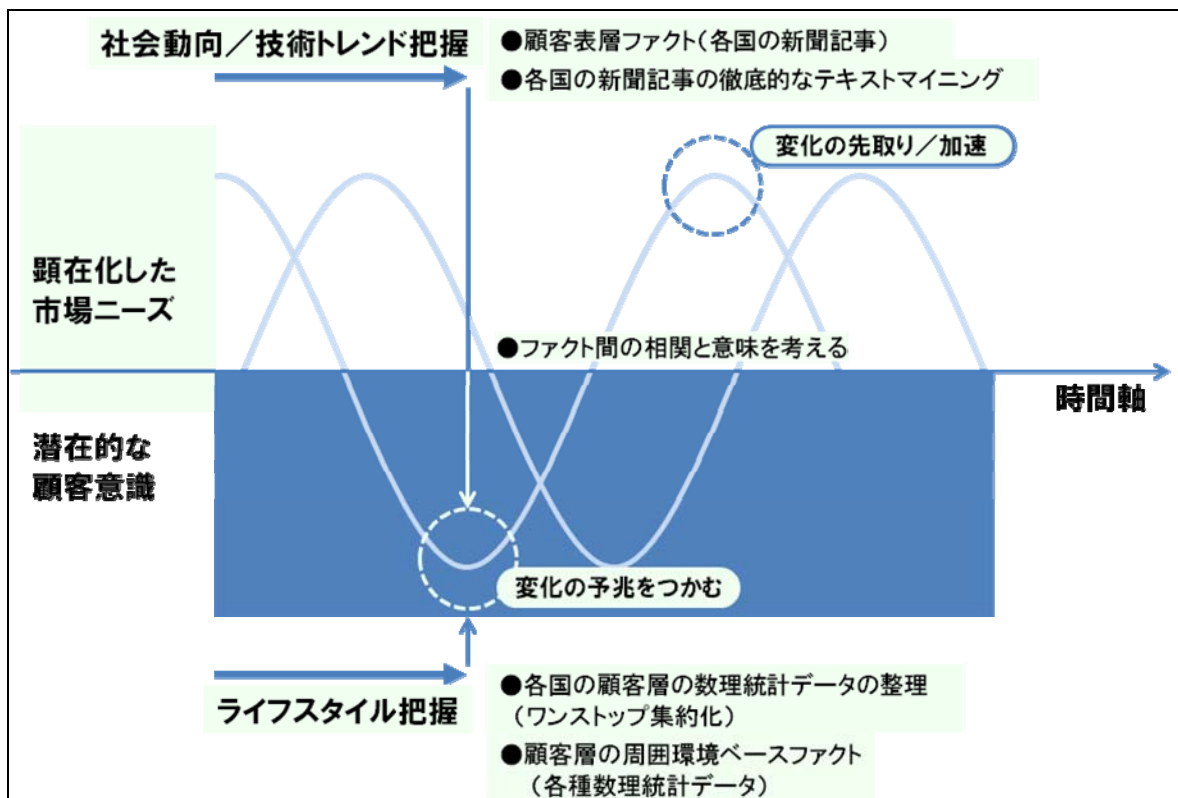 社会動向／技術トレンド把握
●顧客表層ファクト(各国の新聞記事)
●各国の新聞記事の徹底的なテキストマイニング
変化の先取り／加速
顕在化した
市場ニーズ
●ファクト間の相関と意味を考える
時間軸
潜在的な
顧客意識
変化の予兆をつかむ
ライフスタイル把握
●各国の顧客層の数理統計データの整理
(ワンストップ集約化)
●顧客層の周囲環境ベースファクト
(各種数理統計データ)